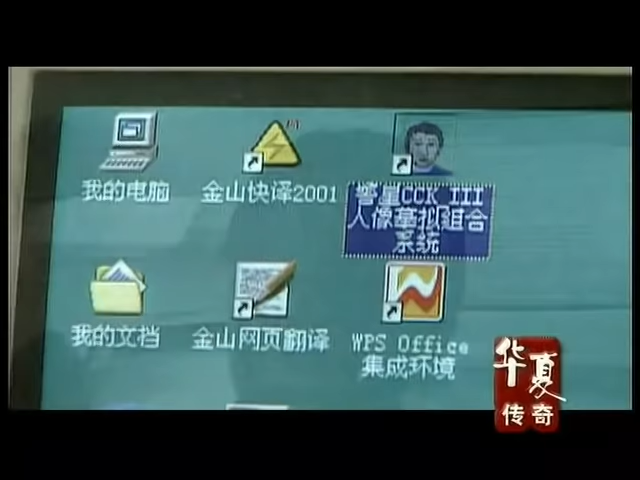 我的电脑
金山快译2001
警星CCK III
人像模拟组合
系统
我的文档
金山网页翻译
WPS Office
集成环境
华夏
传奇